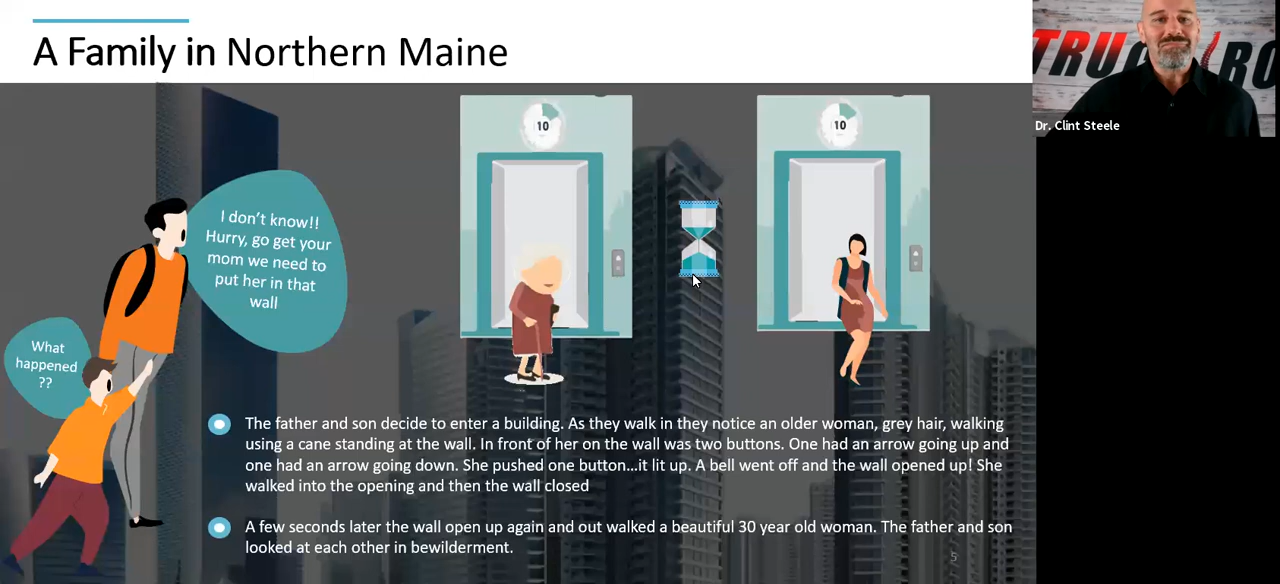 A Family in Northern Maine
Dr. Clint Steele
10
10
I don't know!!
Hurry, go get your
mom we need to
put her in that
wall
What
happened
??
The father and son decide to enter a building. As they walk in they notice an older woman, grey hair, walking
using a cane standing at the wall. In front of her on the wall was two buttons. One had an arrow going up and
one had an arrow going down. She pushed one button...it lit up. A bell went off and the wall opened up! She
walked into the opening and then the wall closed
A few seconds later the wall open up again and out walked a beautiful 30 year old woman. The father and son
looked at each other in bewilderment.
5